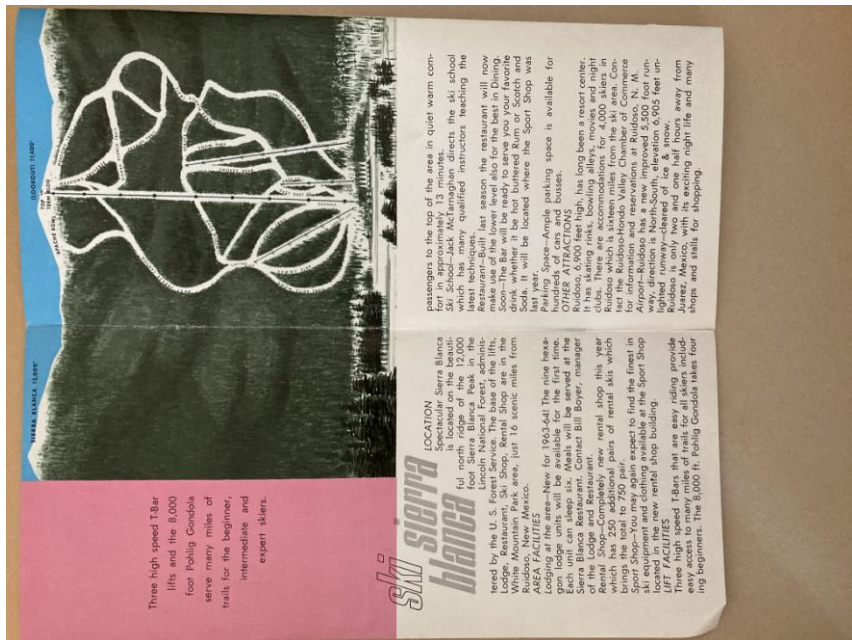 SIERRA BLANCA 12,000'
(LOOKOUT) 11,400'
APACHE BOWL
Three high speed T-Bar
lifts and the 8,000
foot Pohlig Gondola
serve many miles of
trails for the beginner,
intermediate and
expert skiers.
ski sierra
blanca
LOCATION
Spectacular Sierra Blanca
is located on the beauti-
ful north ridge of the 12,000
foot Sierra Blanca Peak in the
Lincoln National Forest, adminis-
tered by the U. S. Forest Service. The base of the lifts,
Lodge, Restaurant, Ski Shop, Rental Shop are in the
White Mountain Park area, just 16 scenic miles from
Ruidoso, New Mexico.
AREA FACILITIES
Lodging at the area—New for 1963-64! The nine hexa-
gon lodge units will be available for the first time.
Each unit can sleep six. Meals will be served at the
Sierra Blanca Restaurant. Contact Bill Boyer, manager
of the Lodge and Restaurant.
Rental Shop—Completely new rental shop this year
which has 250 additional pairs of rental skis which
brings the total to 750 pair.
Sport Shop—You may again expect to find the finest in
ski equipment and clothing available at the Sport Shop
located in the new rental shop building.
LIFT FACILITIES
Three high speed T-Bars that are easy riding provide
easy access to many miles of trails for all skiers includ-
ing beginners. The 8,000 ft. Pohlig Gondola takes four
passengers to the top of the area in quiet warm com-
fort in approximately 13 minutes.
Ski School—Jack McTarnaghan directs the ski school
which has many qualified instructors teaching the
latest techniques.
Restaurant—Built last season the restaurant will now
make use of the lower level also for the best in Dining.
Soon—The Bar will be ready to serve you your favorite
drink whether it be hot buttered Rum or Scotch and
Soda. It will be located where the Sport Shop was
last year.
Parking Space—Ample parking space is available for
hundreds of cars and busses.
OTHER ATTRACTIONS
Ruidoso, 6,900 feet high, has long been a resort center.
It has skating rinks, bowling alleys, movies and night
clubs. There are accommodations for 4,000 skiers in
Ruidoso which is sixteen miles from the ski area. Con-
tact the Ruidoso-Hondo Valley Chamber of Commerce
for information and reservations at Ruidoso, N. M.
Airport—Ruidoso has a new improved 5,500 foot run-
way, direction is North-South, elevation 6,905 feet un-
lighted runway—cleared of ice & snow.
Ruidoso is only two and one half hours away from
Juarez, Mexico, with its exciting night life and many
shops and stalls for shopping.